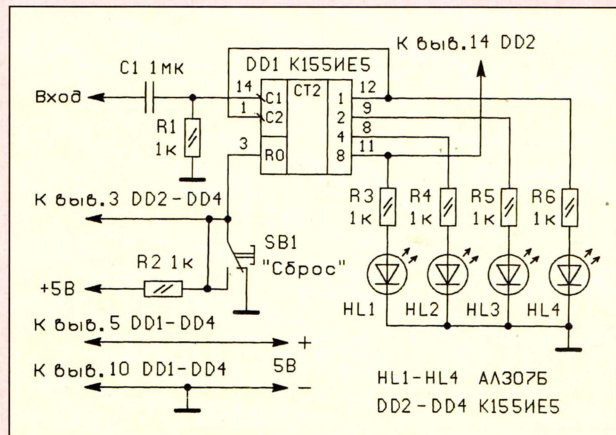 К выв.14 DD2
C1 1МК
DD1 К155ИЕ5
Вход
14
1
3
C1
C2
R0
CT2
1
2
4
8
12
9
8
11
R1
1к
R3
1к
R4
1к
R5
1к
R6
1к
К выв.3 DD2-DD4
SB1
"Сброс"
R2 1к
+5В
HL1
HL2
HL3
HL4
К выв.5 DD1-DD4
+
К выв.10 DD1-DD4
5В
−
HL1-HL4 АЛ307Б
DD2-DD4 К155ИЕ5